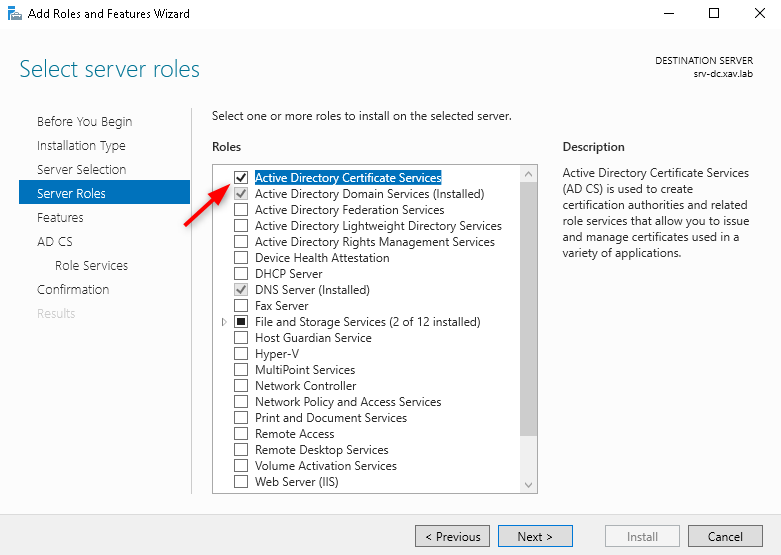 Add Roles and Features Wizard
Select server roles
DESTINATION SERVER
srv-dc.xav.lab
Before You Begin
Installation Type
Server Selection
Server Roles
Features
AD CS
Role Services
Confirmation
Results
Select one or more roles to install on the selected server.
Roles
Active Directory Certificate Services
Active Directory Domain Services (Installed)
Active Directory Federation Services
Active Directory Lightweight Directory Services
Active Directory Rights Management Services
Device Health Attestation
DHCP Server
DNS Server (Installed)
Fax Server
File and Storage Services (2 of 12 installed)
Host Guardian Service
Hyper-V
MultiPoint Services
Network Controller
Network Policy and Access Services
Print and Document Services
Remote Access
Remote Desktop Services
Volume Activation Services
Web Server (IIS)
Description
Active Directory Certificate Services
(AD CS) is used to create
certification authorities and related
role services that allow you to issue
and manage certificates used in a
variety of applications.
< Previous
Next >
Install
Cancel